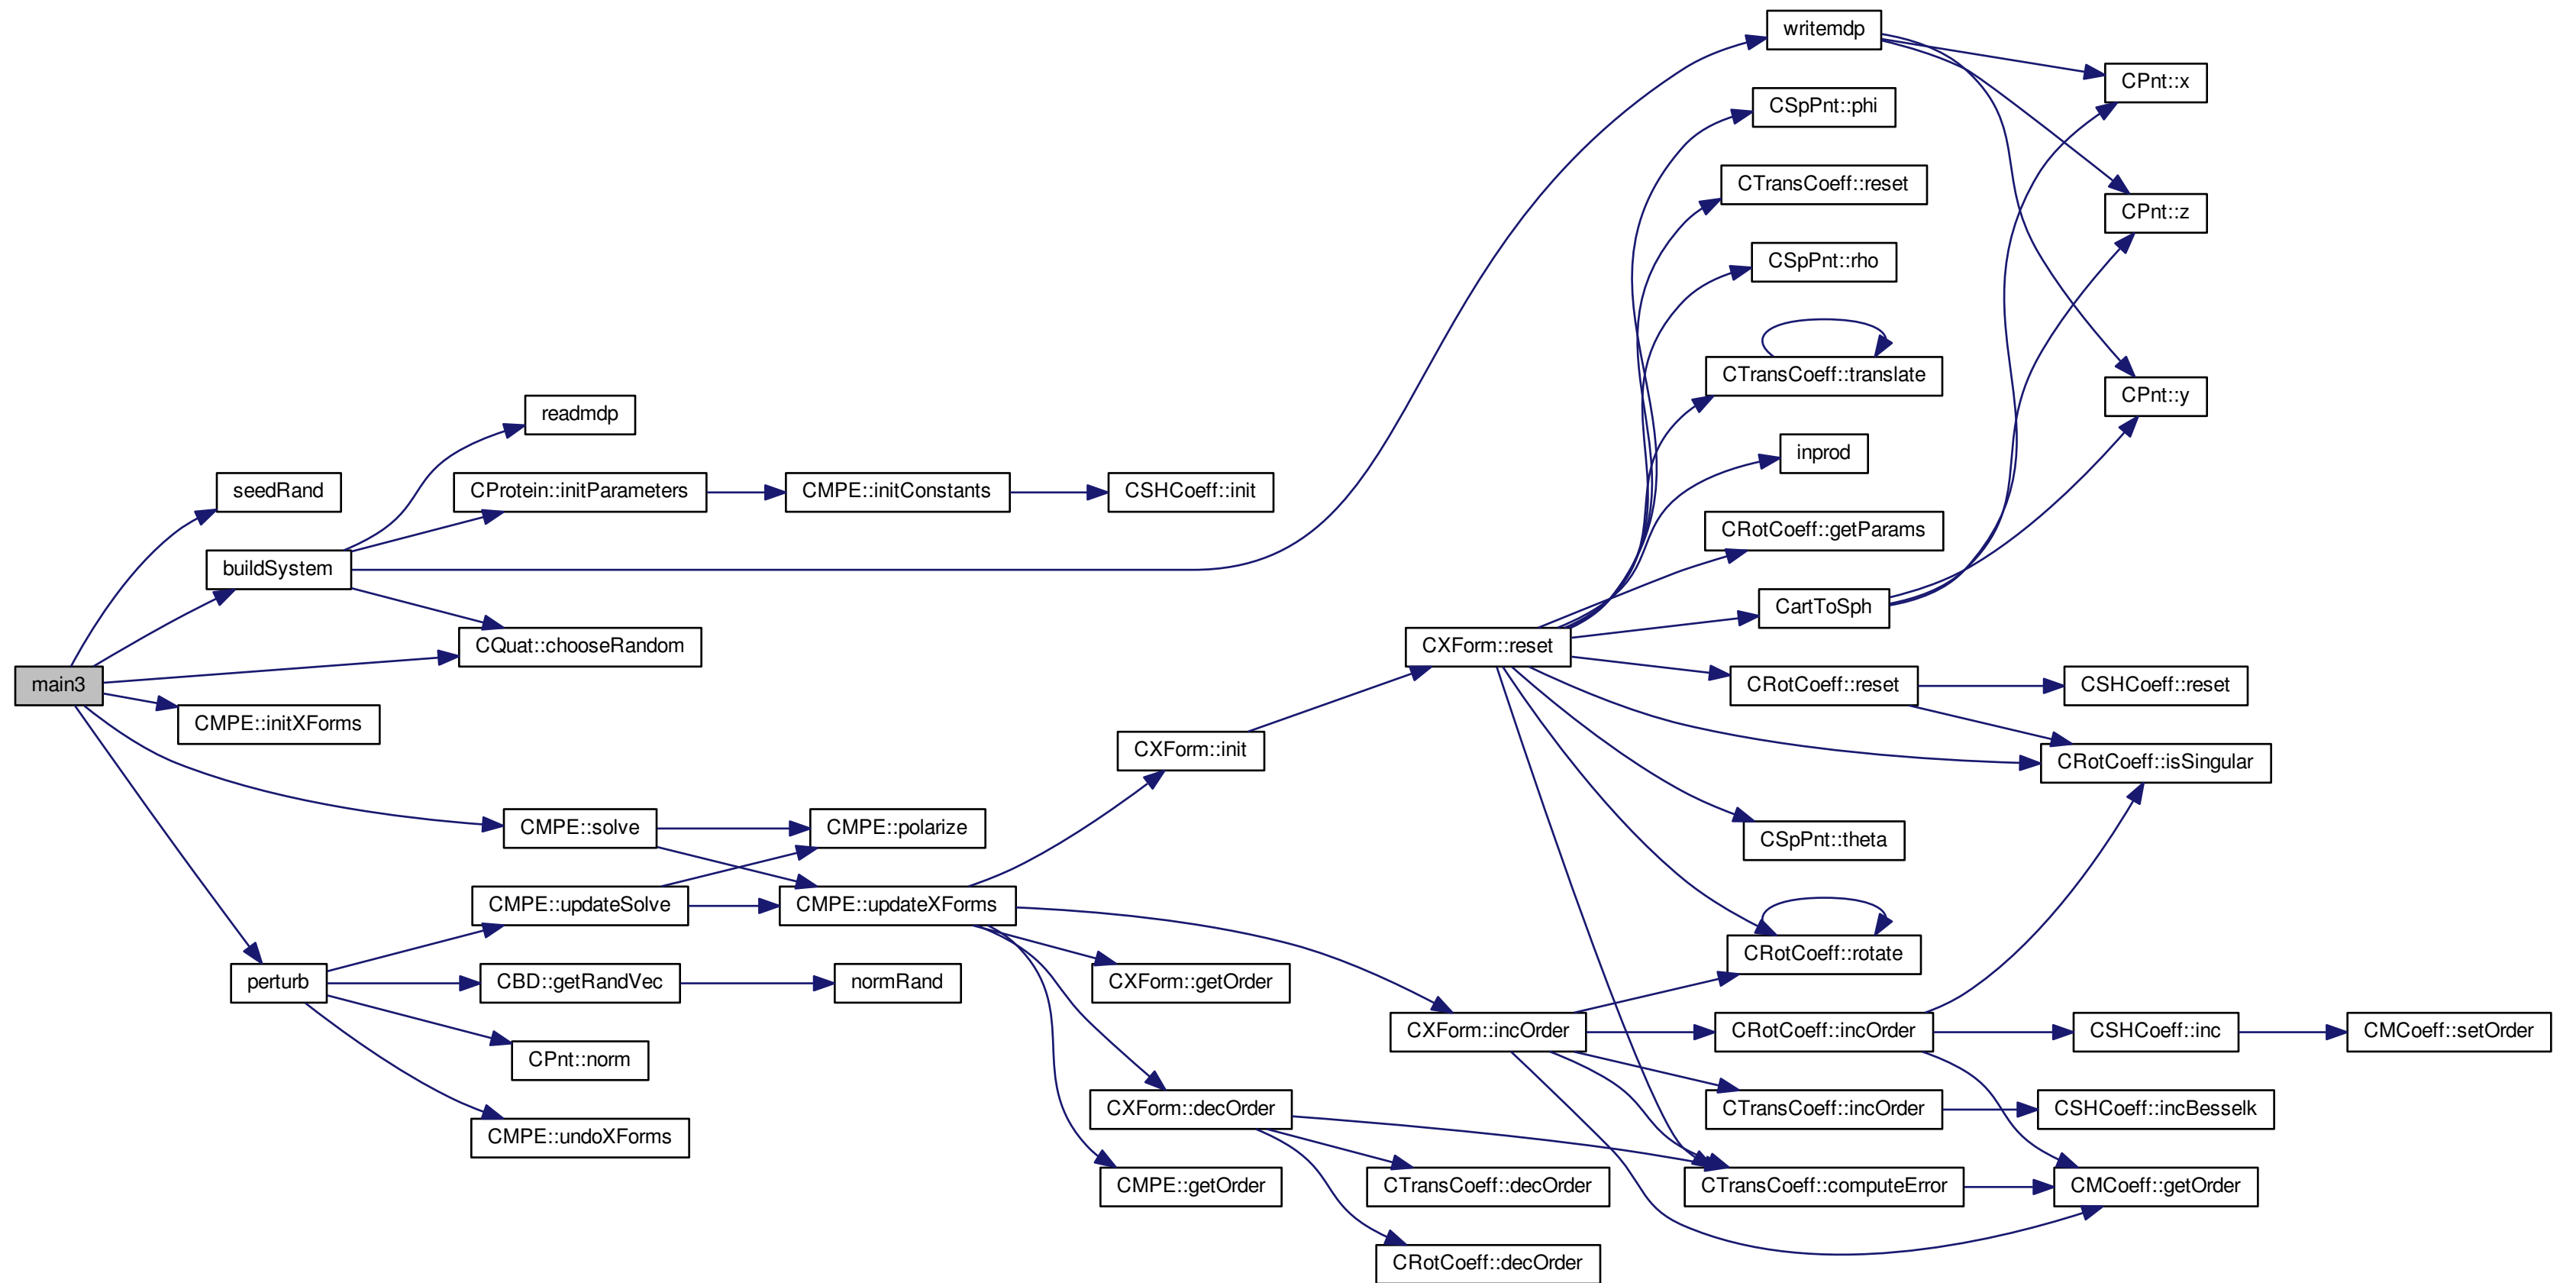 writemdp
CPnt::x
CSpPnt::phi
CTransCoeff::reset
CPnt::z
CSpPnt::rho
CTransCoeff::translate
CPnt::y
readmdp
inprod
seedRand
CProtein::initParameters
CMPE::initConstants
CSHCoeff::init
CRotCoeff::getParams
buildSystem
CartToSph
CQuat::chooseRandom
CXForm::reset
main3
CRotCoeff::reset
CSHCoeff::reset
CMPE::initXForms
CXForm::init
CRotCoeff::isSingular
CMPE::solve
CMPE::polarize
CSpPnt::theta
CMPE::updateSolve
CMPE::updateXForms
CRotCoeff::rotate
perturb
CBD::getRandVec
normRand
CXForm::getOrder
CXForm::incOrder
CRotCoeff::incOrder
CSHCoeff::inc
CMCoeff::setOrder
CPnt::norm
CXForm::decOrder
CTransCoeff::incOrder
CSHCoeff::incBesselk
CMPE::undoXForms
CMPE::getOrder
CTransCoeff::decOrder
CTransCoeff::computeError
CMCoeff::getOrder
CRotCoeff::decOrder